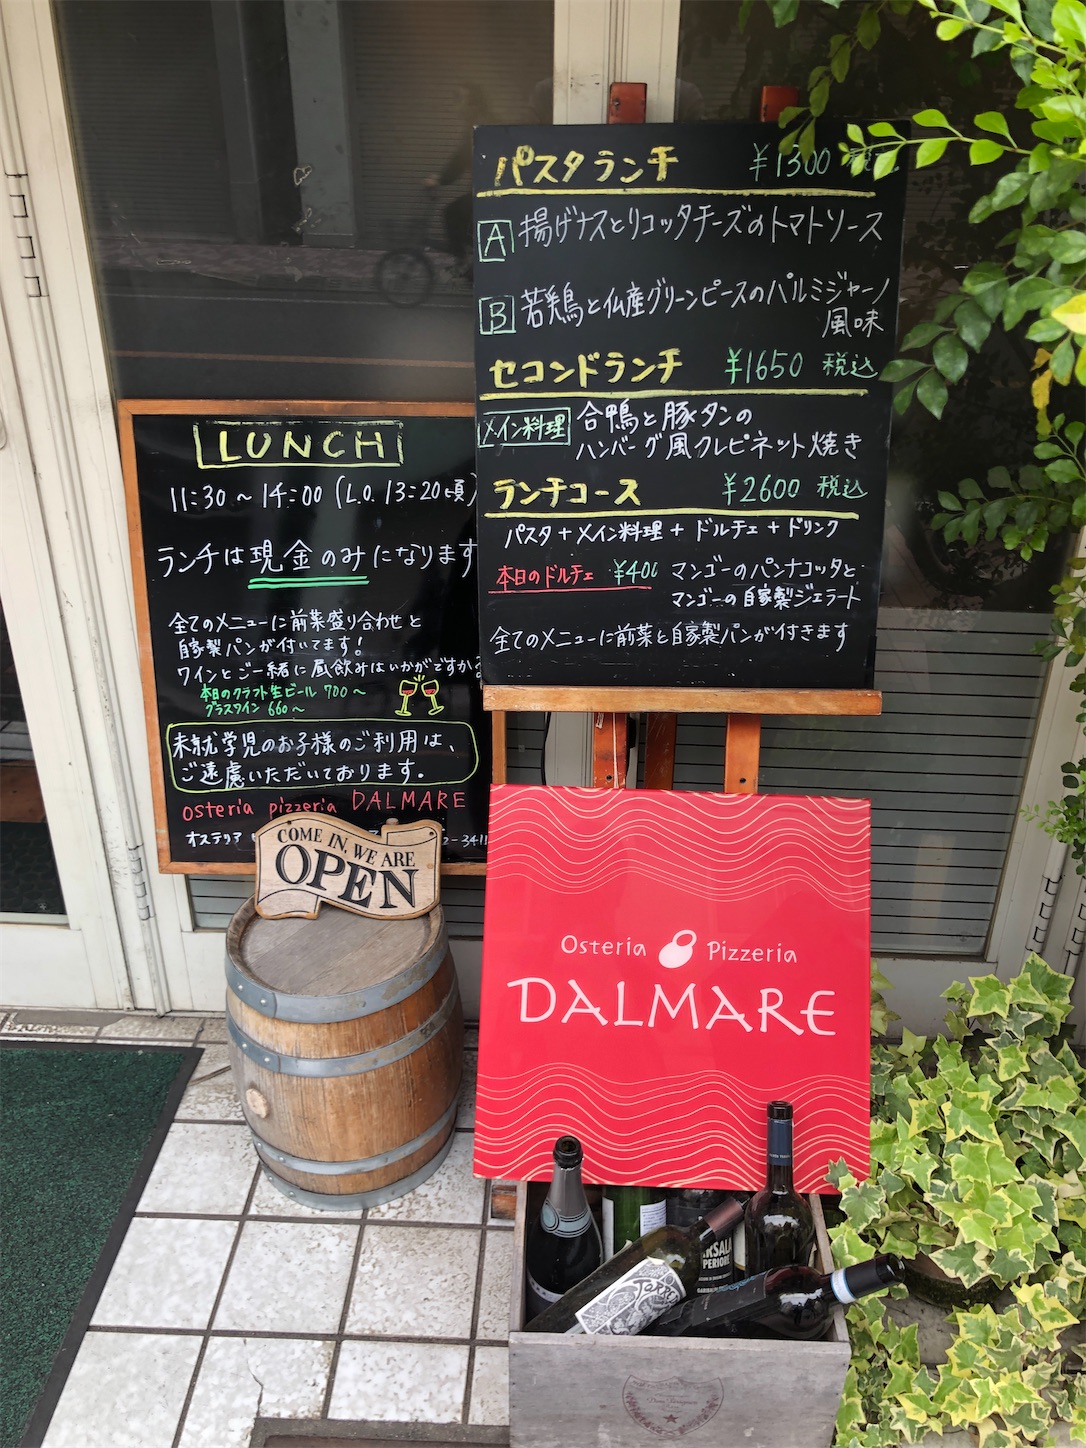 パスタランチ ¥1300
A 揚げナスとリコッタチーズのトマトソース
B 若鶏と仏産グリーンピースのパルミジャーノ
風味
セコンドランチ ¥1650 税込
メイン料理 合鴨と豚タンの
ハンバーグ風クレピネット焼き
ランチコース ¥2600 税込
パスタ+メイン料理+ドルチェ+ドリンク
本日のドルチェ ¥400 マンゴーのパンナコッタと
マンゴーの自家製ジェラート
全てのメニューに前菜と自家製パンが付きます
LUNCH
11:30～14:00 (L.O. 13:20頃)
ランチは現金のみになります
全てのメニューに前菜盛り合わせと
自家製パンが付いてます!
ワインとご一緒に昼飲みはいかがですか?
本日のクラフト生ビール 700～
グラスワイン 660～
未就学児のお子様のご利用は、
ご遠慮いただいております。
osteria pizzeria DALMARE
オステリア
-3411
COME IN, WE ARE
OPEN
Osteria Pizzeria
DALMARE